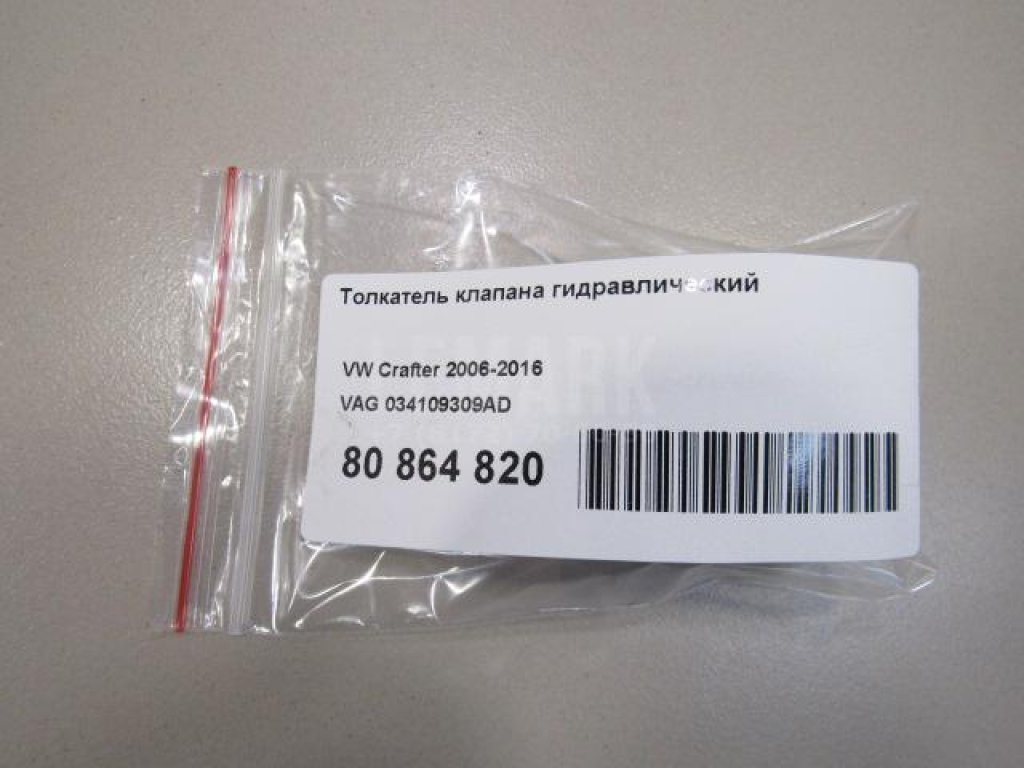 Толкатель клапана гидравлический
VW Crafter 2006-2016
VAG 034109309AD
80 864 820